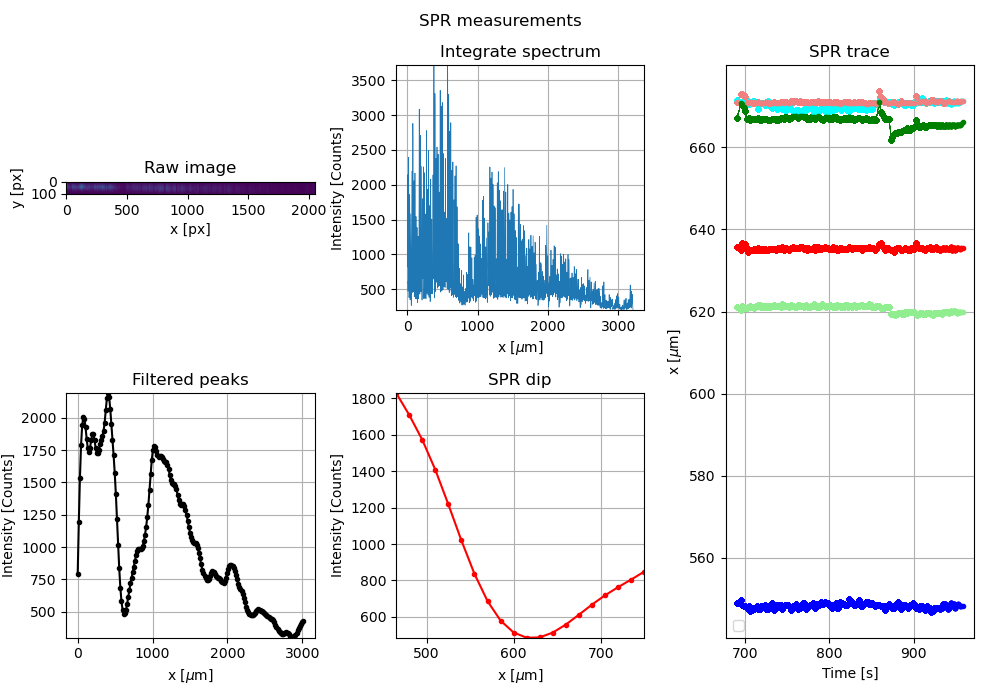 SPR measurements
Raw image
y [px]
0
100
0 500 1000 1500 2000
x [px]
Integrate spectrum
Intensity [Counts]
3500
3000
2500
2000
1500
1000
500
0 1000 2000 3000
x [μm]
Filtered peaks
Intensity [Counts]
2000
1750
1500
1250
1000
750
500
0 1000 2000 3000
x [μm]
SPR dip
Intensity [Counts]
1800
1600
1400
1200
1000
800
600
500 600 700
x [μm]
SPR trace
x [μm]
660
640
620
600
580
560
700 800 900
Time [s]